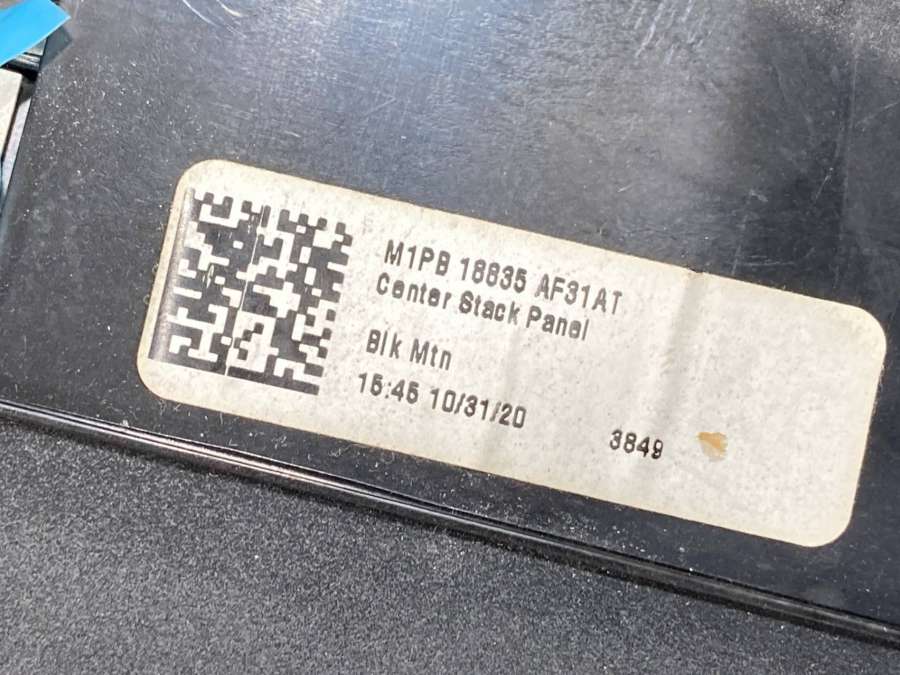 M1PB 18835 AF31AT
Center Stack Panel
Blk Mtn
15:45 10/31/20
3849